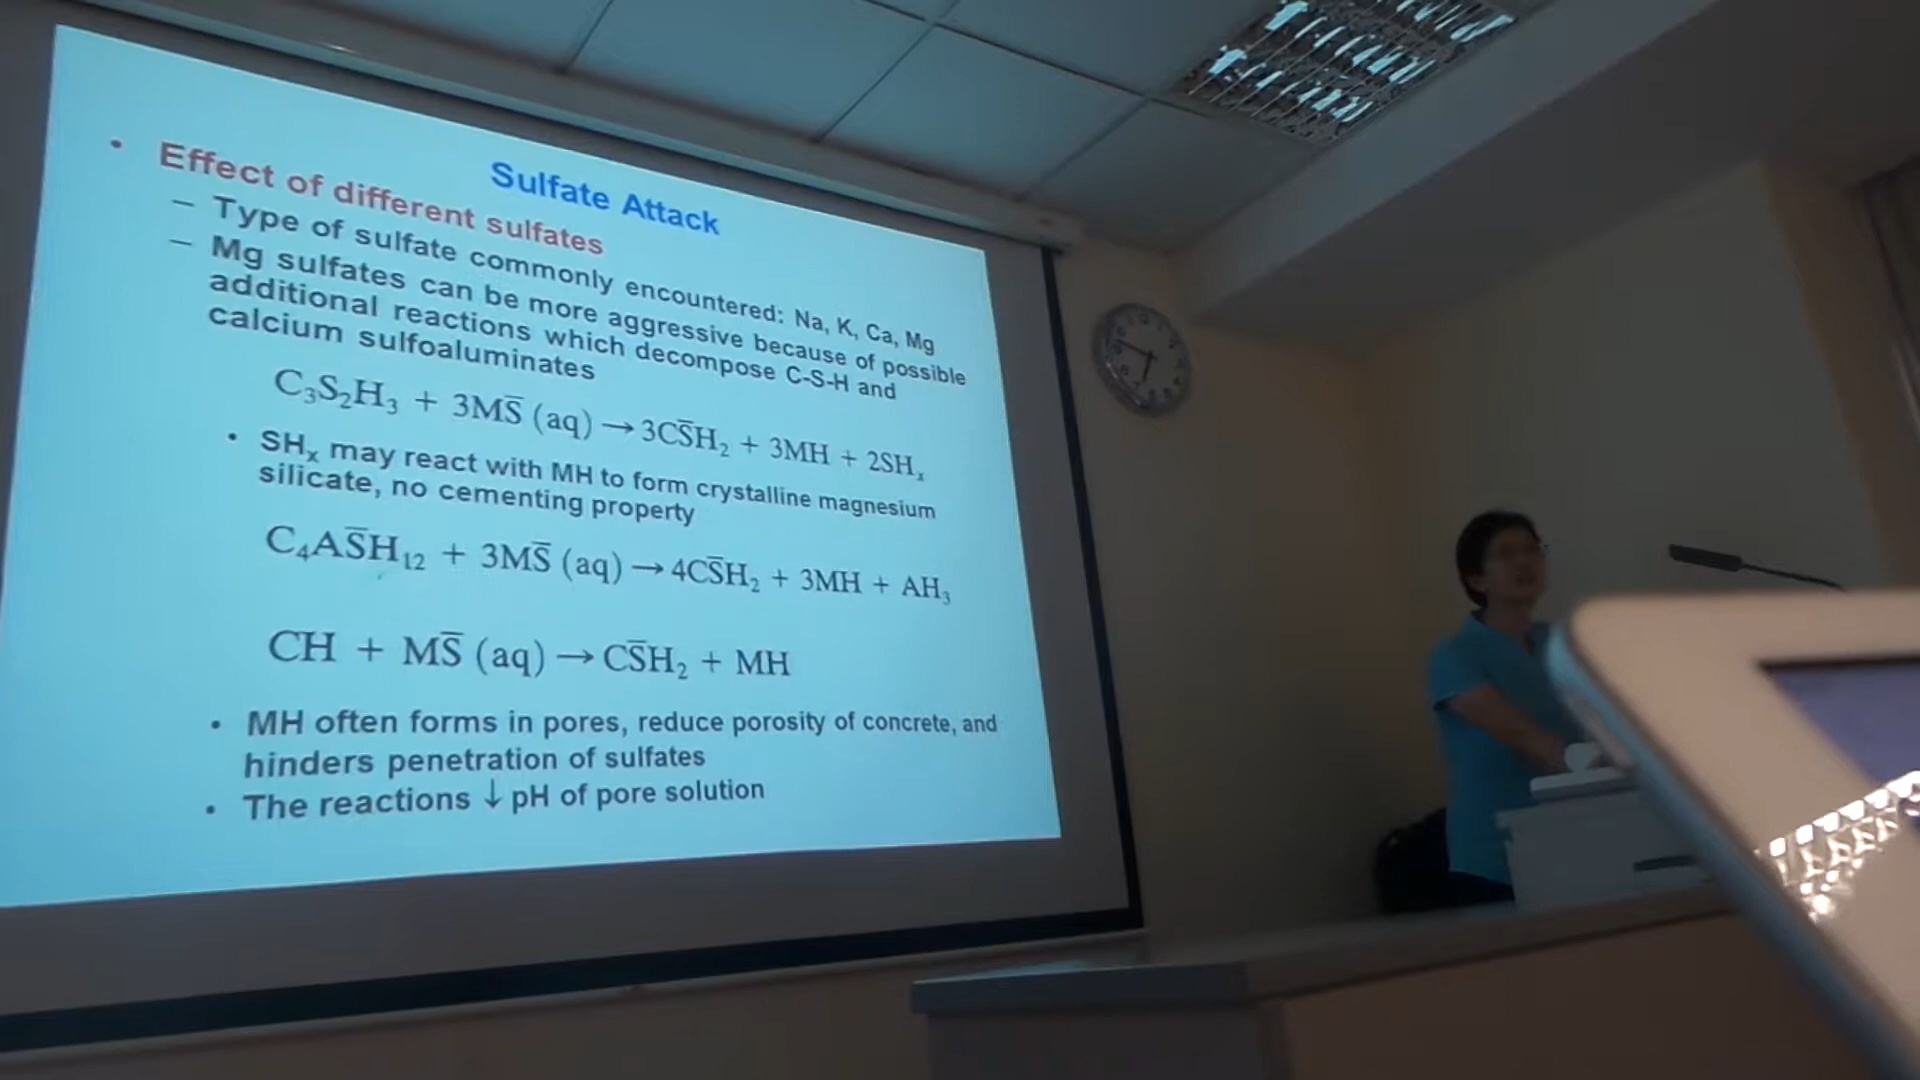 Sulfate Attack
• Effect of different sulfates
– Type of sulfate commonly encountered: Na, K, Ca, Mg
– Mg sulfates can be more aggressive because of possible
additional reactions which decompose C-S-H and
calcium sulfoaluminates
C₃S₂H₃ + 3MS̅ (aq) → 3CS̅H₂ + 3MH + 2SHₓ
• SHₓ may react with MH to form crystalline magnesium
silicate, no cementing property
C₄AS̅H₁₂ + 3MS̅ (aq) → 4CS̅H₂ + 3MH + AH₃
CH + MS̅ (aq) → CS̅H₂ + MH
• MH often forms in pores, reduce porosity of concrete, and
hinders penetration of sulfates
• The reactions ↓ pH of pore solution